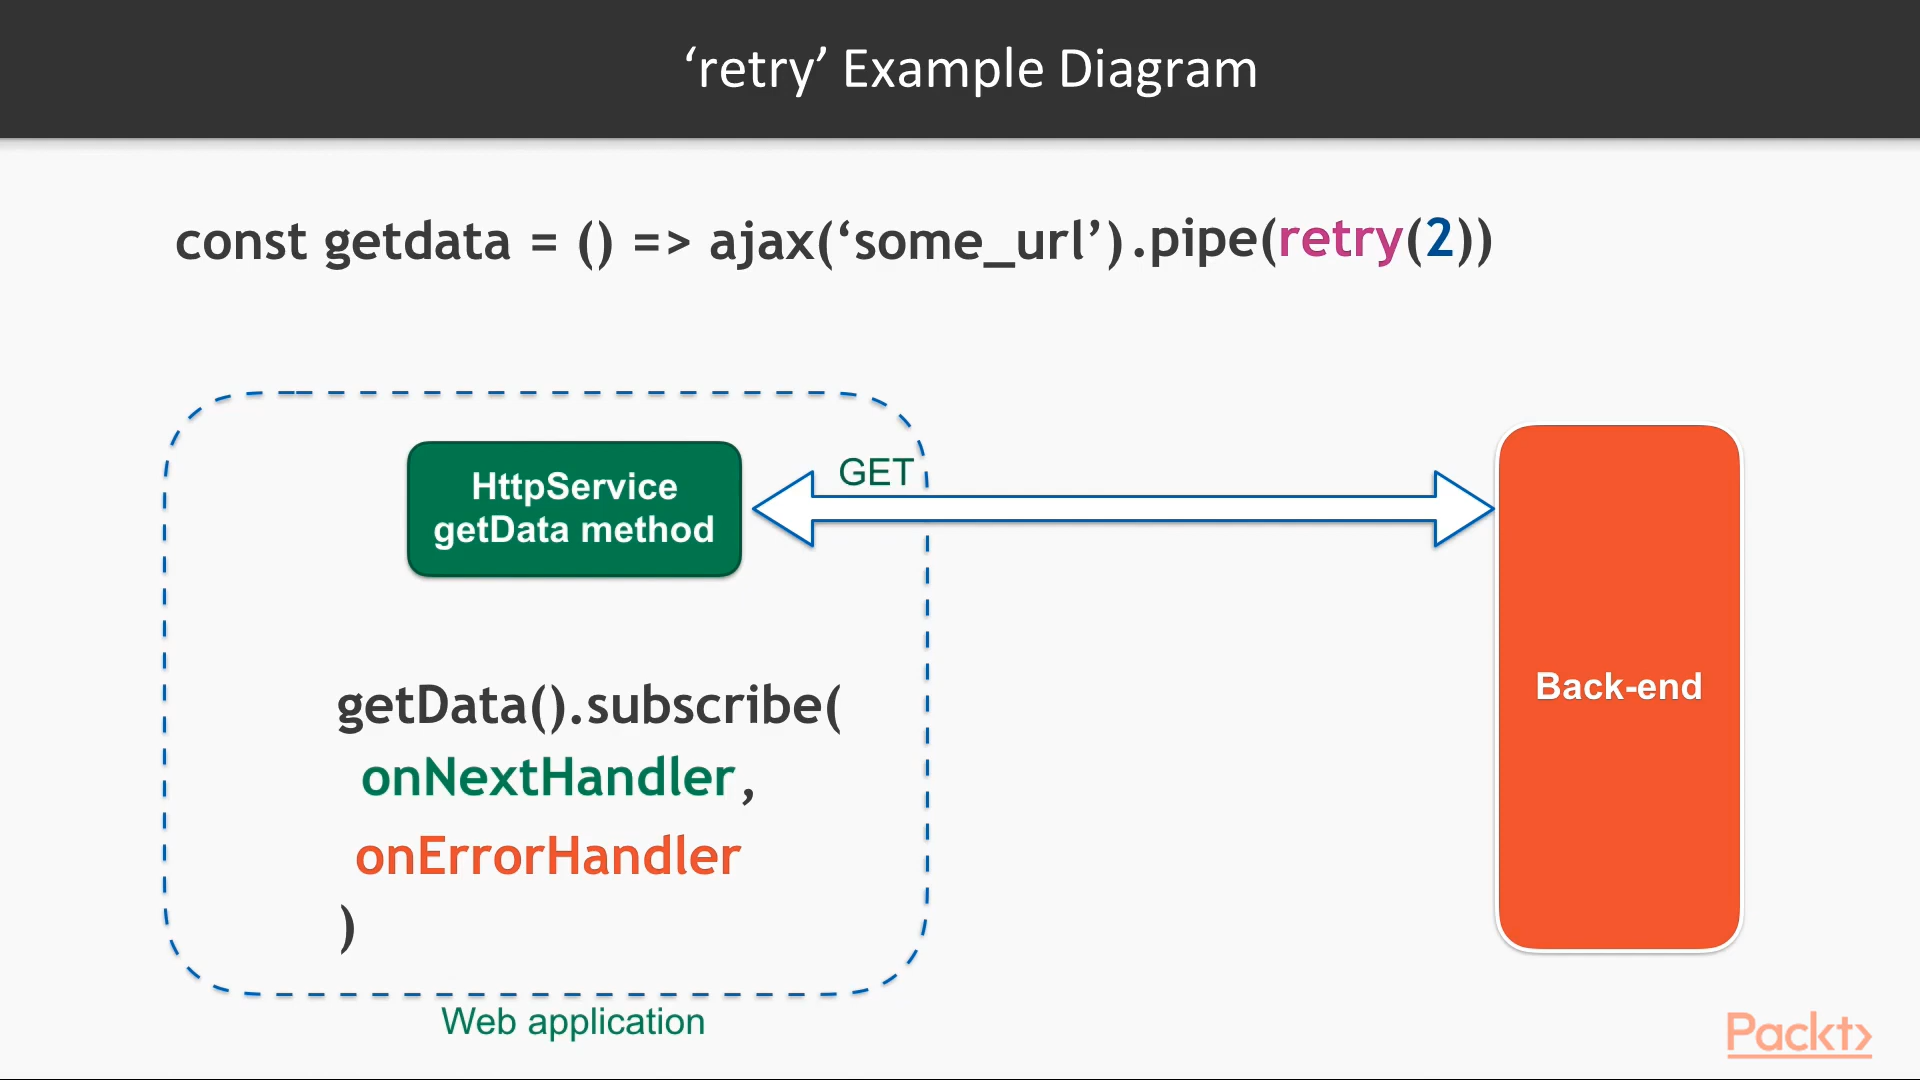 ‘retry’ Example Diagram
const getdata = () => ajax(‘some_url’).pipe(retry(2))
GET
HttpService
getData method
Back-end
getData().subscribe(
onNextHandler,
onErrorHandler
)
Web application
Packt>